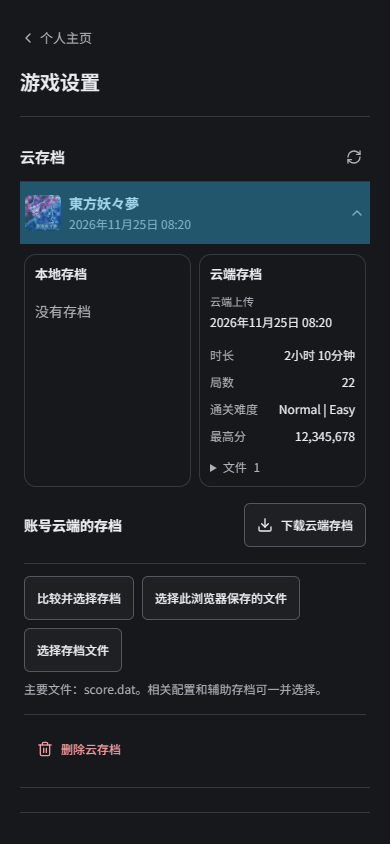 个人主页
游戏设置
云存档
東方妖々夢
2026年11月25日 08:20
本地存档
没有存档
云端存档
云端上传
2026年11月25日 08:20
时长 2小时 10分钟
局数 22
通关难度 Normal | Easy
最高分 12,345,678
▶ 文件 1
账号云端的存档
下载云端存档
比较并选择存档
选择此浏览器保存的文件
选择存档文件
主要文件：score.dat。相关配置和辅助存档可一并选择。
删除云存档